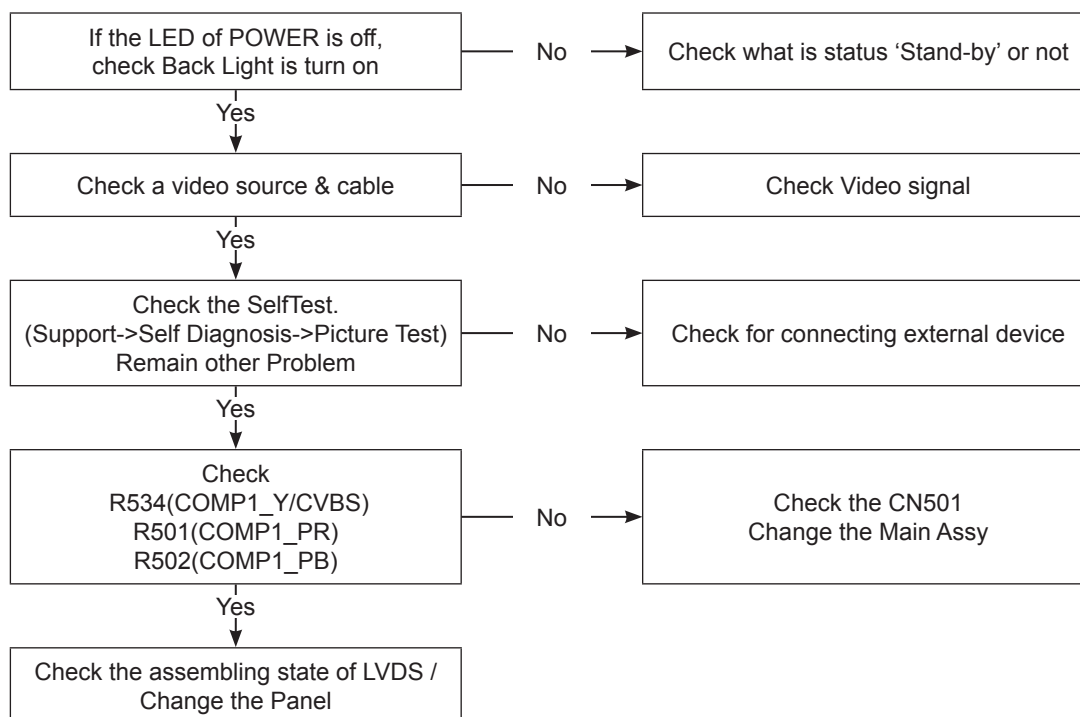 If the LED of POWER is off,
check Back Light is turn on
No
Check what is status ‘Stand-by’ or not
Yes
Check a video source & cable
No
Check Video signal
Yes
Check the SelfTest.
(Support->Self Diagnosis->Picture Test)
Remain other Problem
No
Check for connecting external device
Yes
Check
R534(COMP1_Y/CVBS)
R501(COMP1_PR)
R502(COMP1_PB)
No
Check the CN501
Change the Main Assy
Yes
Check the assembling state of LVDS /
Change the Panel